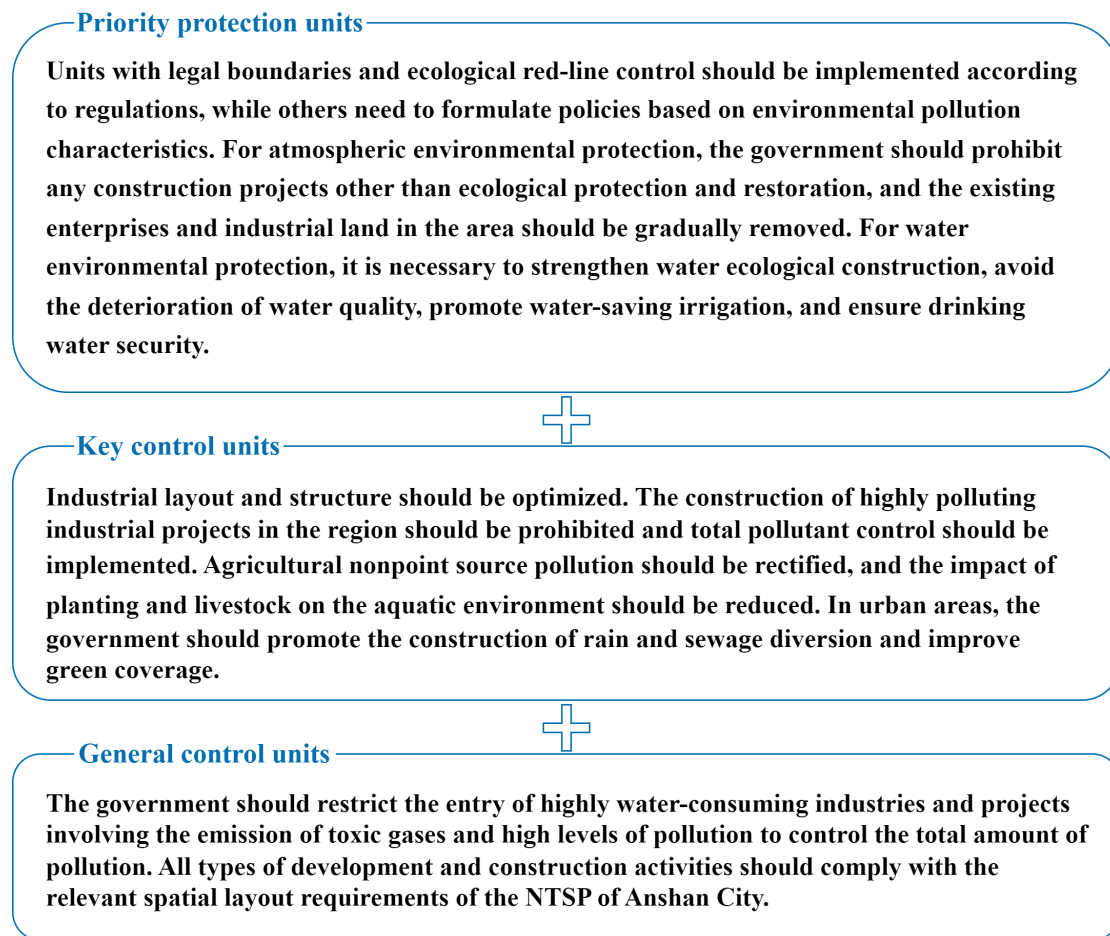 Priority protection units
Units with legal boundaries and ecological red-line control should be implemented according
to regulations, while others need to formulate policies based on environmental pollution
characteristics. For atmospheric environmental protection, the government should prohibit
any construction projects other than ecological protection and restoration, and the existing
enterprises and industrial land in the area should be gradually removed. For water
environmental protection, it is necessary to strengthen water ecological construction, avoid
the deterioration of water quality, promote water-saving irrigation, and ensure drinking
water security.
Key control units
Industrial layout and structure should be optimized. The construction of highly polluting
industrial projects in the region should be prohibited and total pollutant control should be
implemented. Agricultural nonpoint source pollution should be rectified, and the impact of
planting and livestock on the aquatic environment should be reduced. In urban areas, the
government should promote the construction of rain and sewage diversion and improve
green coverage.
General control units
The government should restrict the entry of highly water-consuming industries and projects
involving the emission of toxic gases and high levels of pollution to control the total amount of
pollution. All types of development and construction activities should comply with the
relevant spatial layout requirements of the NTSP of Anshan City.